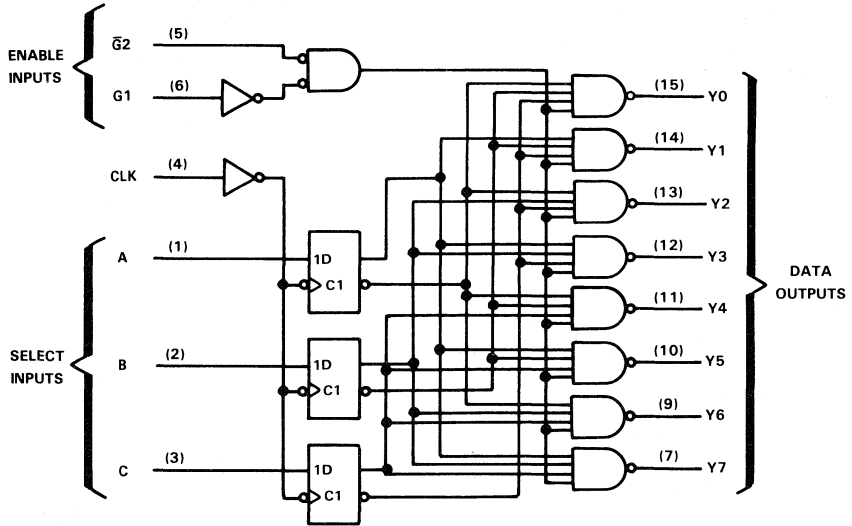 ENABLE
INPUTS
G̅2
(5)
G1
(6)
CLK
(4)
SELECT
INPUTS
A
(1)
B
(2)
C
(3)
1D
C1
1D
C1
1D
C1
(15)
Y0
(14)
Y1
(13)
Y2
(12)
Y3
(11)
Y4
(10)
Y5
(9)
Y6
(7)
Y7
DATA
OUTPUTS